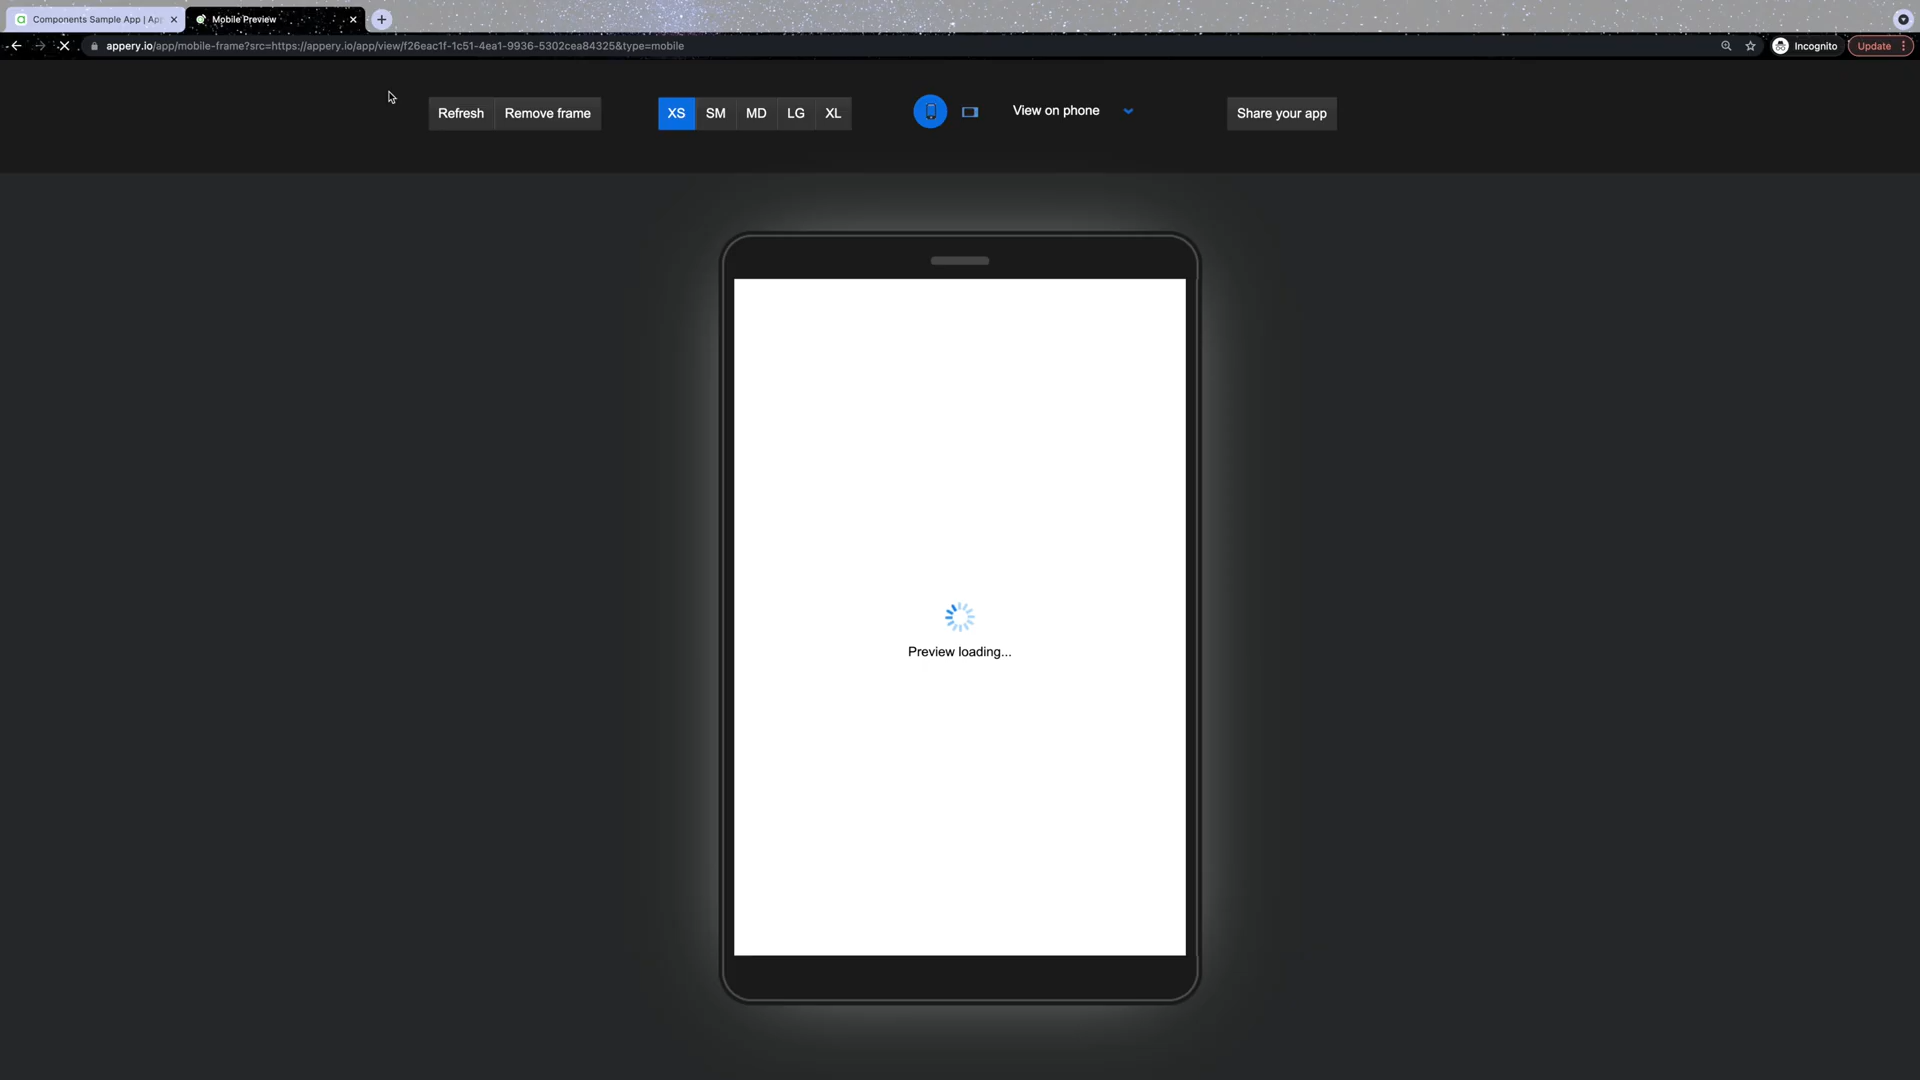 Components Sample App | Ap
Mobile Preview
appery.io/app/mobile-frame?src=https://appery.io/app/view/f26eac1f-1c51-4ea1-9936-5302cea84325&type=mobile
Incognito
Update
Refresh
Remove frame
XS
SM
MD
LG
XL
View on phone
Share your app
Preview loading...